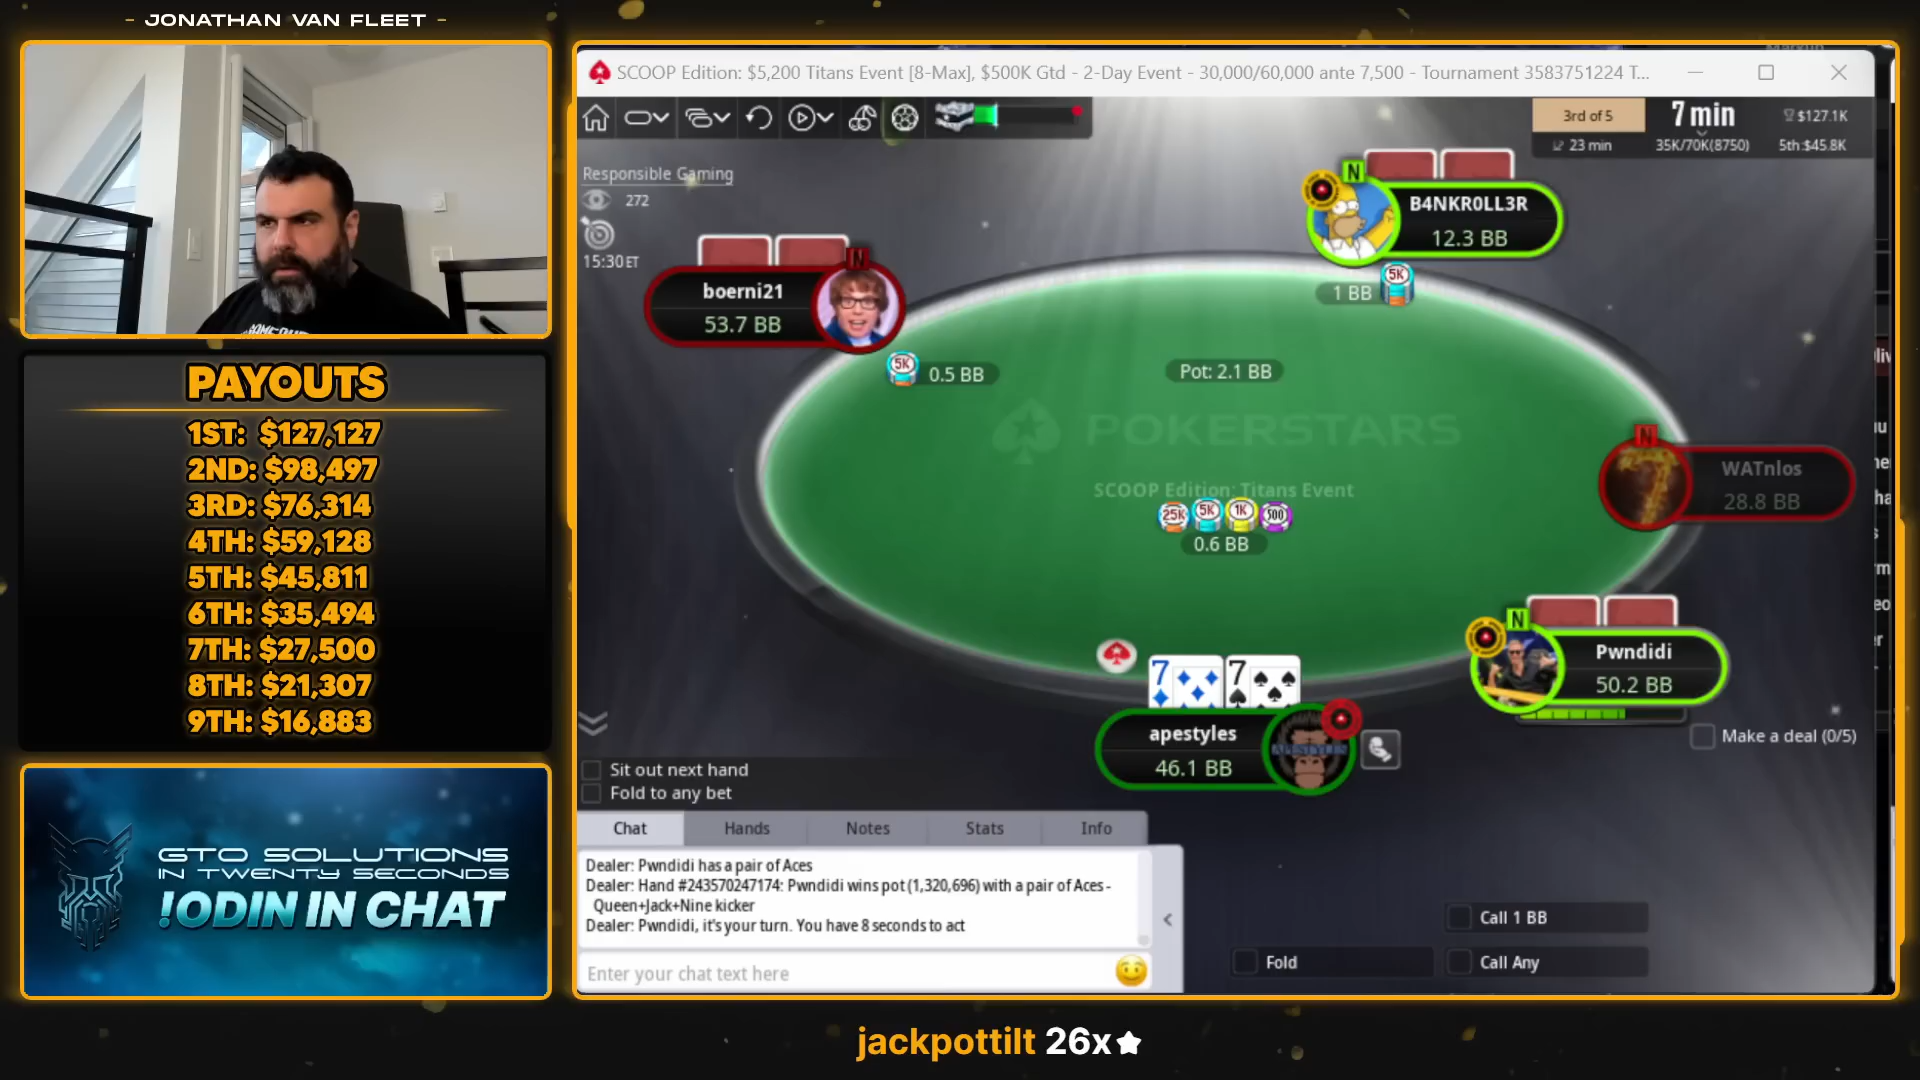 - JONATHAN VAN FLEET -
SCOOP Edition: $5,200 Titans Event [8-Max], $500K Gtd - 2-Day Event - 30,000/60,000 ante 7,500 - Tournament 3583751224 T...
3rd of 5
7 min
$127.1K
23 min
35K/70K(8750)
5th:$45.8K
Responsible Gaming
272
15:30 ET
N
B4NKR0LL3R
12.3 BB
5K
1 BB
N
boerni21
53.7 BB
5K
0.5 BB
Pot: 2.1 BB
POKERSTARS
SCOOP Edition: Titans Event
25K 5K 1K 500
0.6 BB
N
WATnlos
28.8 BB
N
Pwndidi
50.2 BB
7 7
apestyles
46.1 BB
APESTYLES
Make a deal (0/5)
Sit out next hand
Fold to any bet
Chat Hands Notes Stats Info
Dealer: Pwndidi has a pair of Aces
Dealer: Hand #243570247174: Pwndidi wins pot (1,320,696) with a pair of Aces -
Queen+Jack+Nine kicker
Dealer: Pwndidi, it's your turn. You have 8 seconds to act
Enter your chat text here
Call 1 BB
Fold
Call Any
PAYOUTS
1ST: $127,127
2ND: $98,497
3RD: $76,314
4TH: $59,128
5TH: $45,811
6TH: $35,494
7TH: $27,500
8TH: $21,307
9TH: $16,883
GTO SOLUTIONS
IN TWENTY SECONDS
!ODIN IN CHAT
jackpottilt 26x